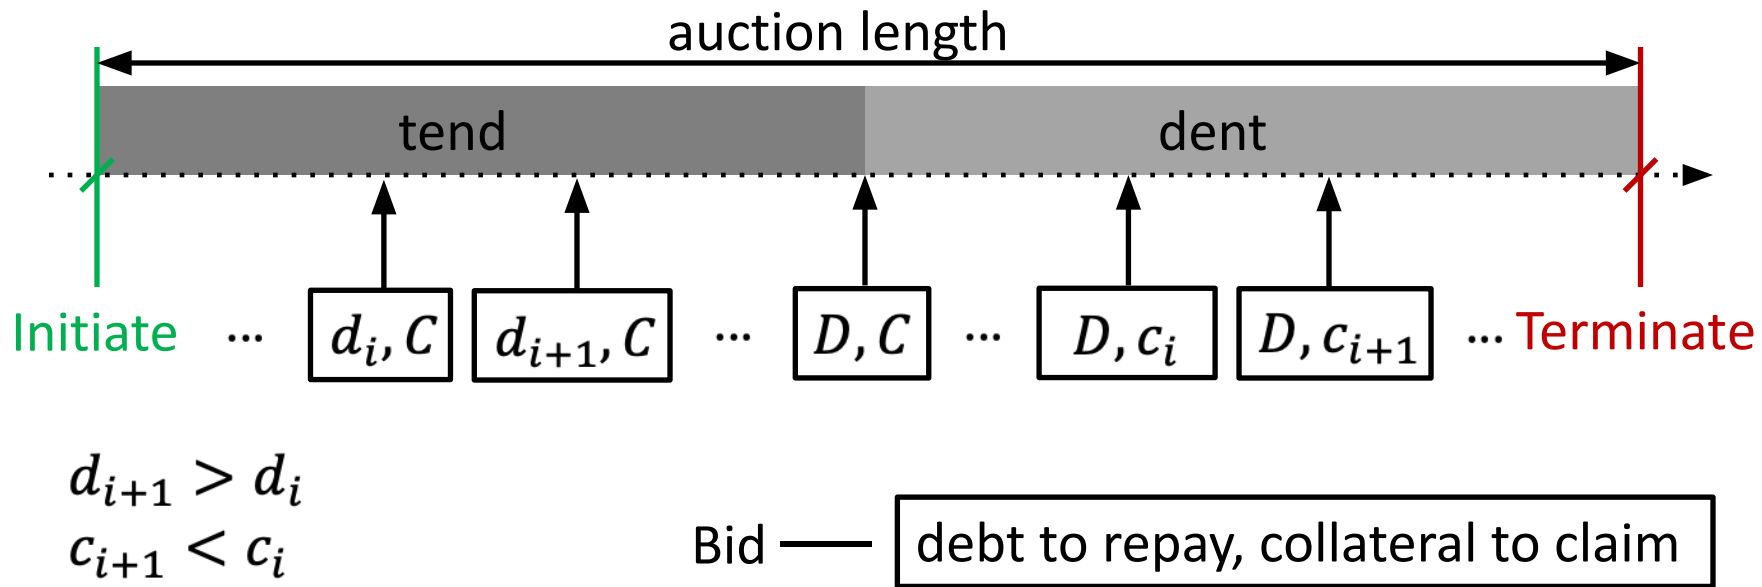 auction length
tend dent
Initiate ... d_i, C d_{i+1}, C ... D, C ... D, c_i D, c_{i+1} ... Terminate
d_{i+1} > d_i
c_{i+1} < c_i
Bid debt to repay, collateral to claim